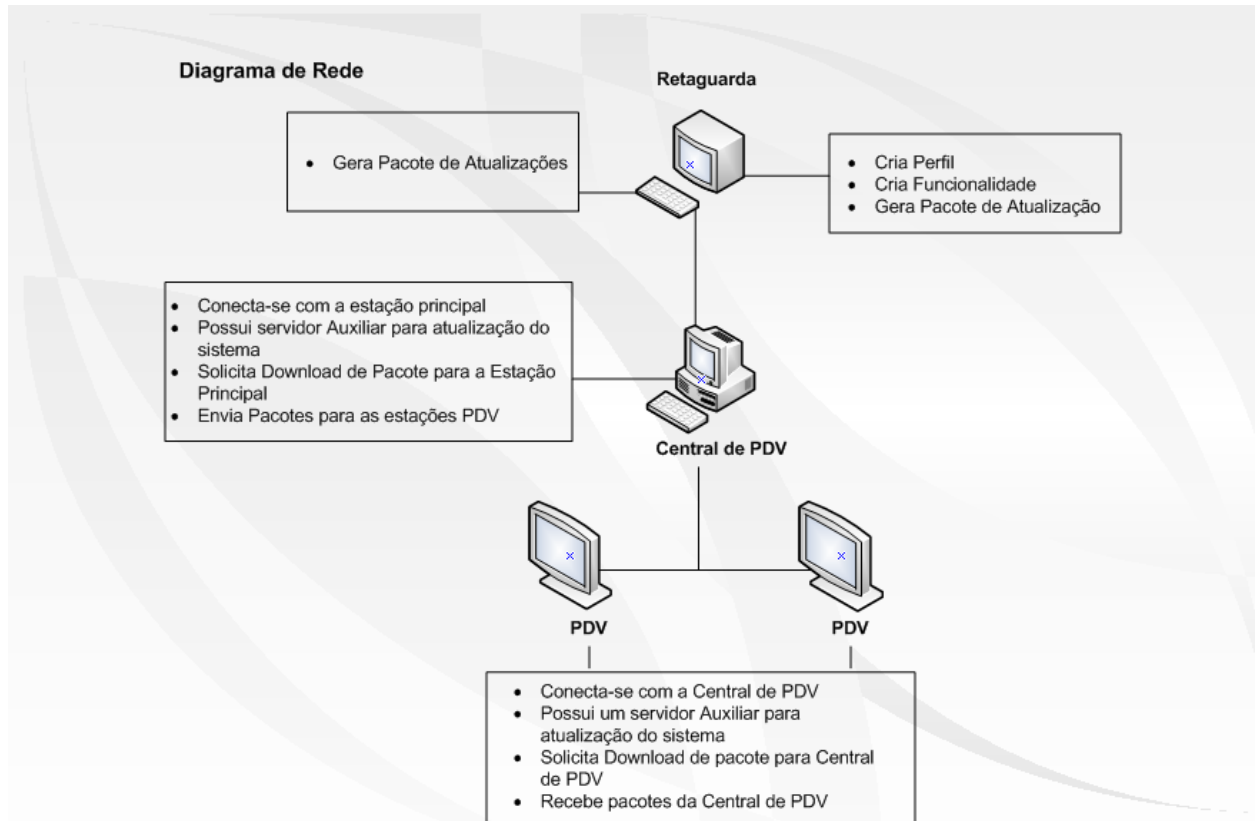 Diagrama de Rede
Retaguarda
• Gera Pacote de Atualizações
• Cria Perfil
• Cria Funcionalidade
• Gera Pacote de Atualização
• Conecta-se com a estação principal
• Possui servidor Auxiliar para atualização do
sistema
• Solicita Download de Pacote para a Estação
Principal
• Envia Pacotes para as estações PDV
Central de PDV
PDV
PDV
• Conecta-se com a Central de PDV
• Possui um servidor Auxiliar para
atualização do sistema
• Solicita Download de pacote para Central
de PDV
• Recebe pacotes da Central de PDV